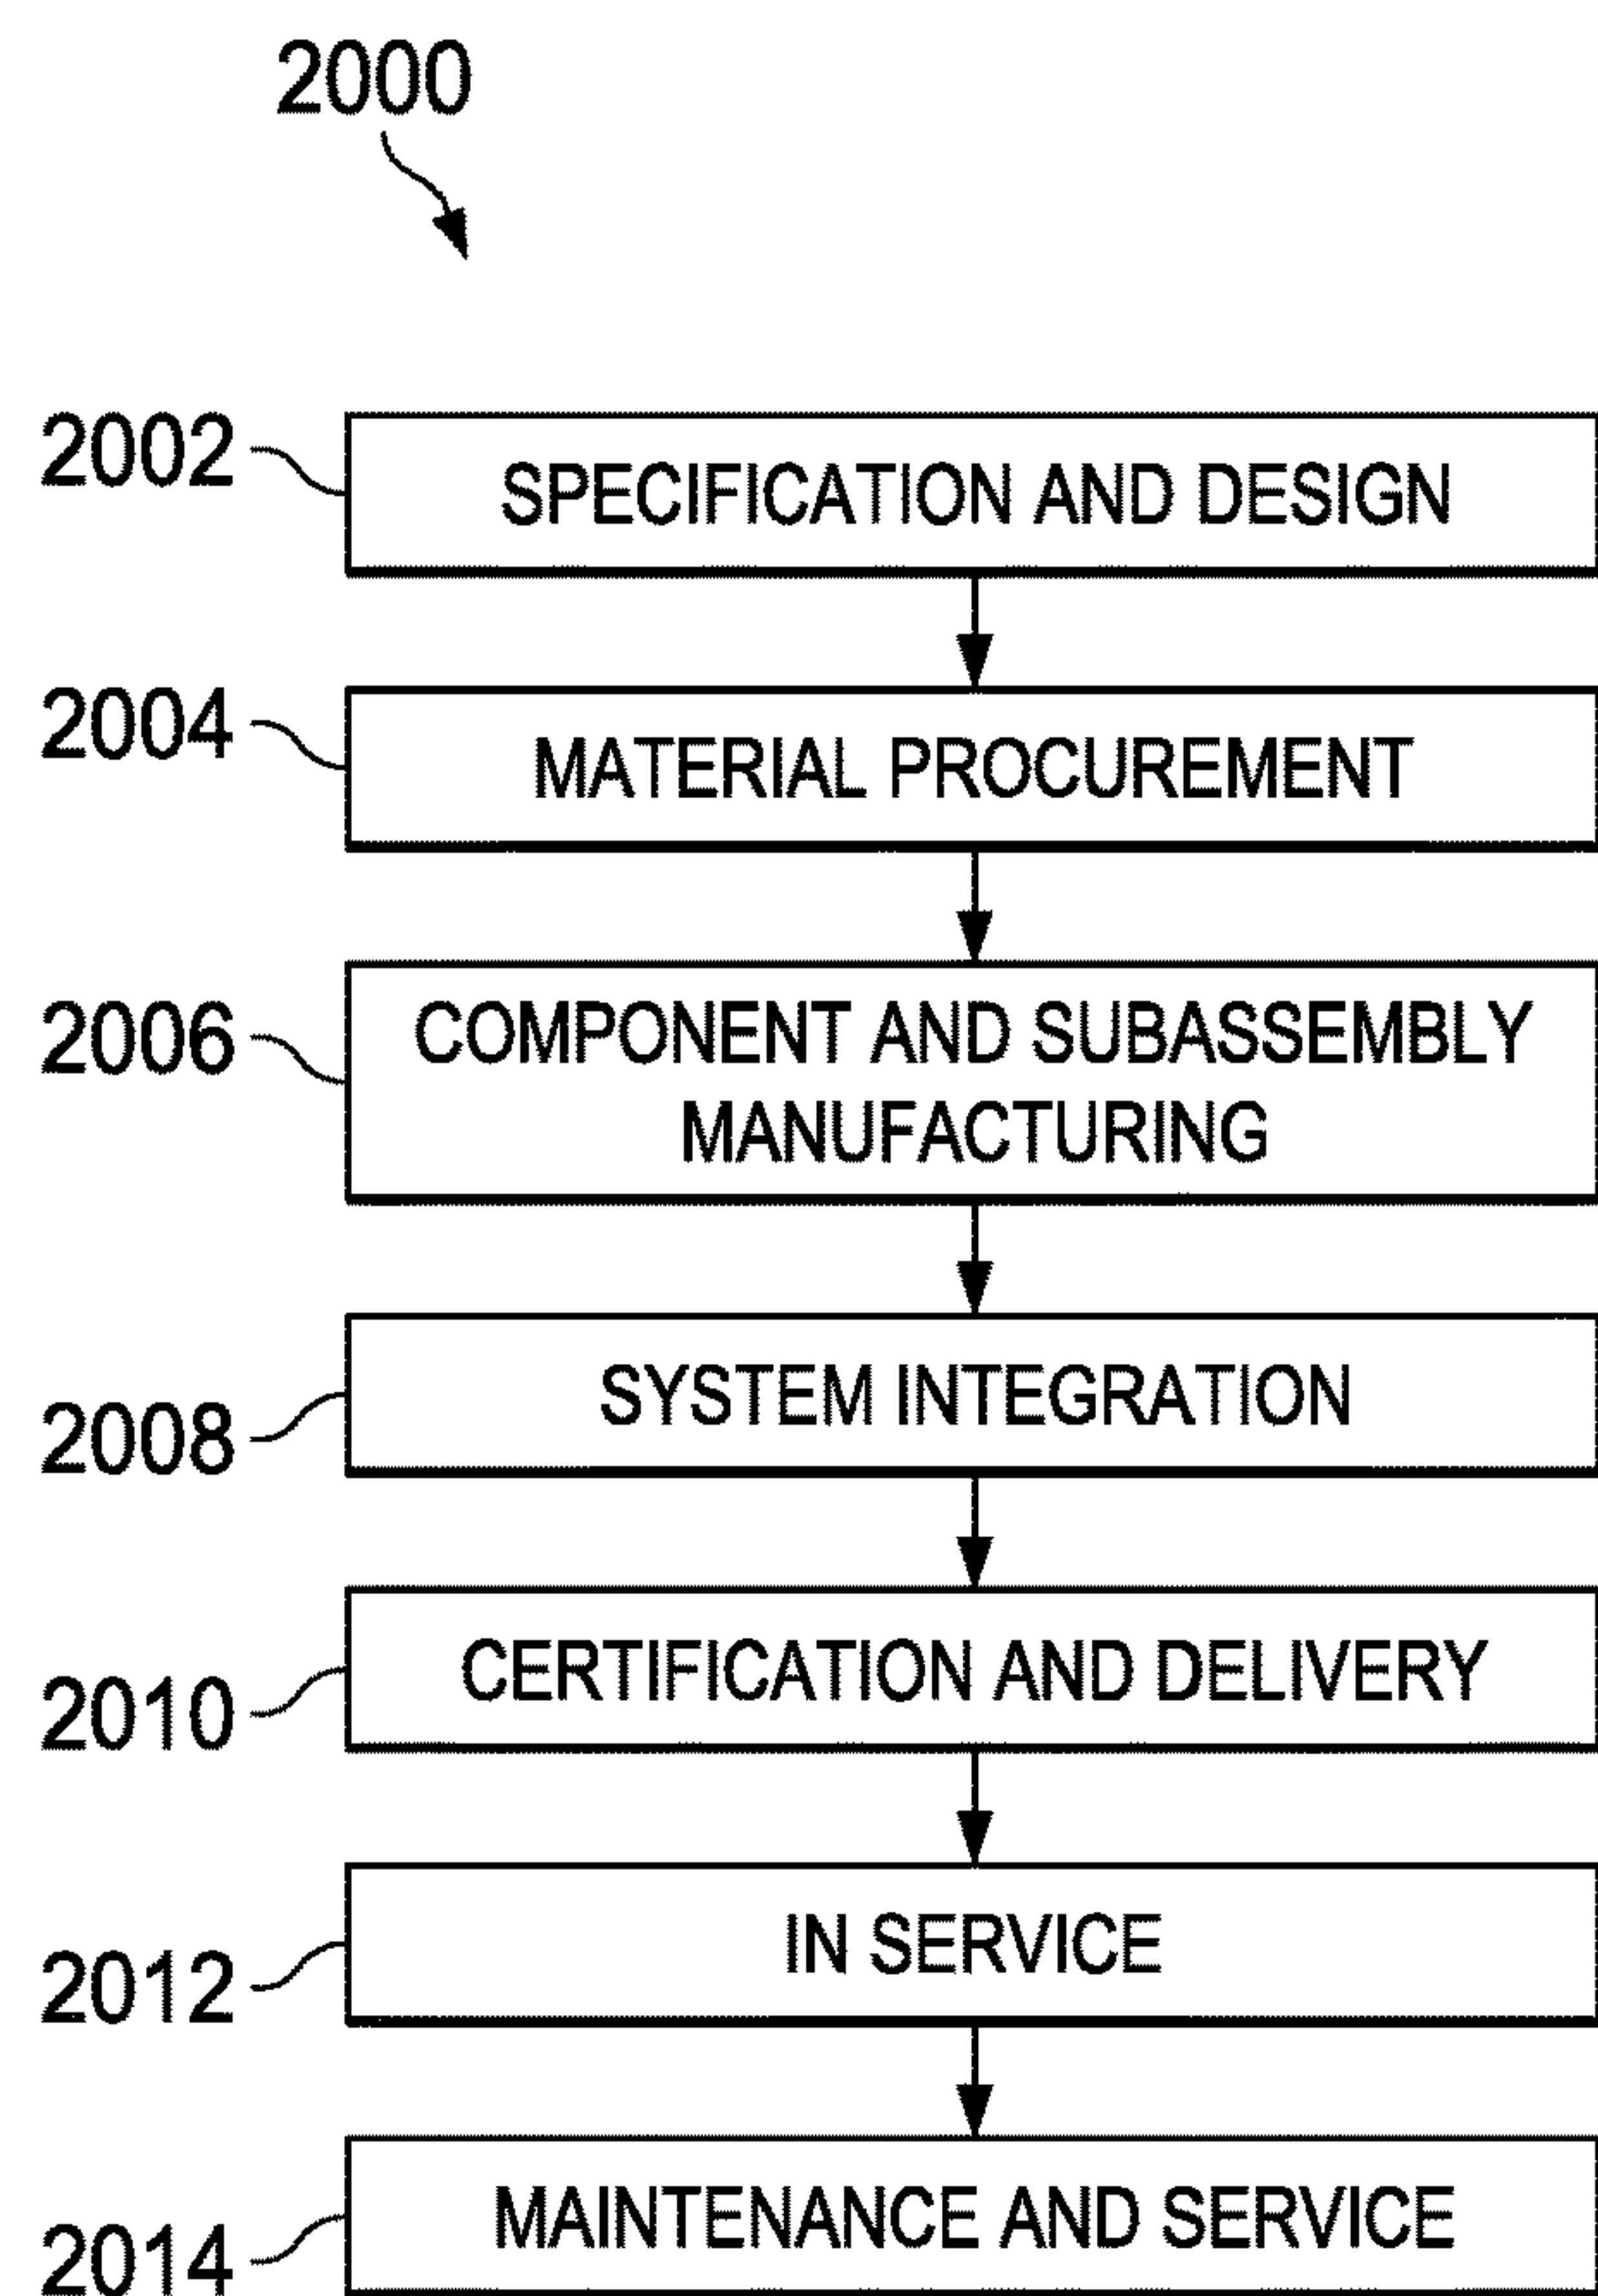 2000
2002
SPECIFICATION AND DESIGN
2004
MATERIAL PROCUREMENT
2006
COMPONENT AND SUBASSEMBLY
MANUFACTURING
SYSTEM INTEGRATION
2008
CERTIFICATION AND DELIVERY
2010
IN SERVICE
2012
MAINTENANCE AND SERVICE
2014